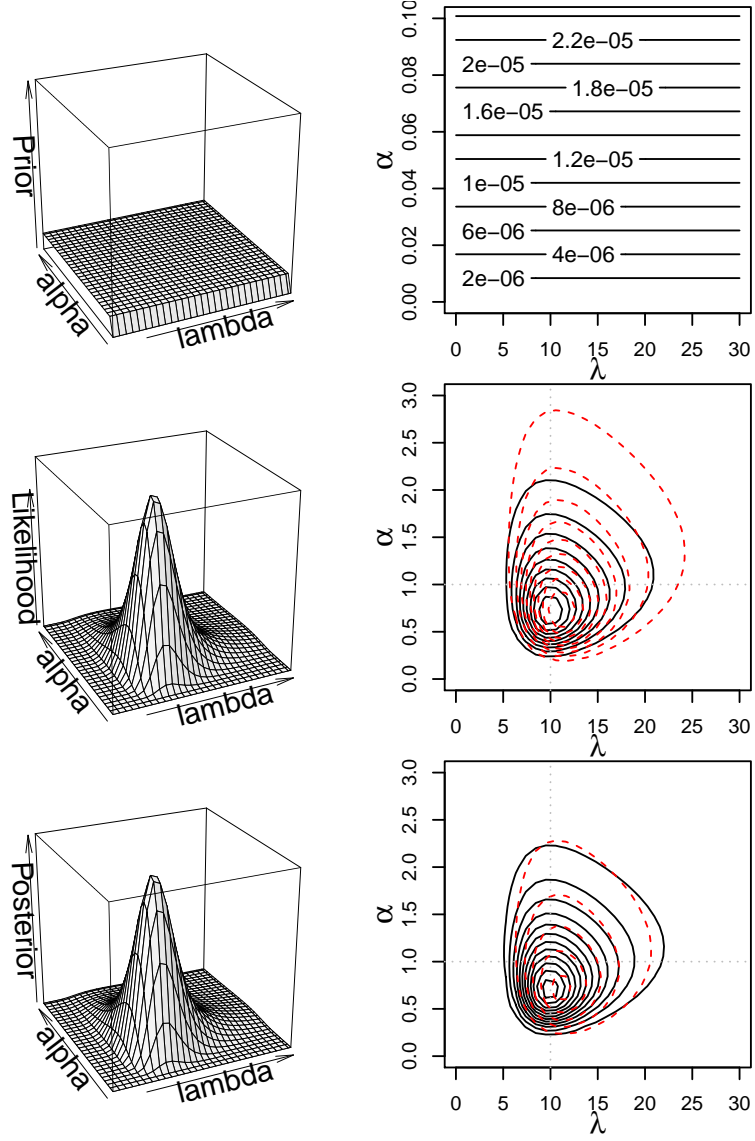 Prior
alpha
lambda
α
0.10
0.08
0.06
0.04
0.02
0.00
2.2e−05
2e−05
1.8e−05
1.6e−05
1.2e−05
1e−05
8e−06
6e−06
4e−06
2e−06
0 5 10 15 20 25 30
λ
Likelihood
alpha
lambda
α
3.0
2.5
2.0
1.5
1.0
0.5
0.0
0 5 10 15 20 25 30
λ
Posterior
alpha
lambda
α
3.0
2.5
2.0
1.5
1.0
0.5
0.0
0 5 10 15 20 25 30
λ